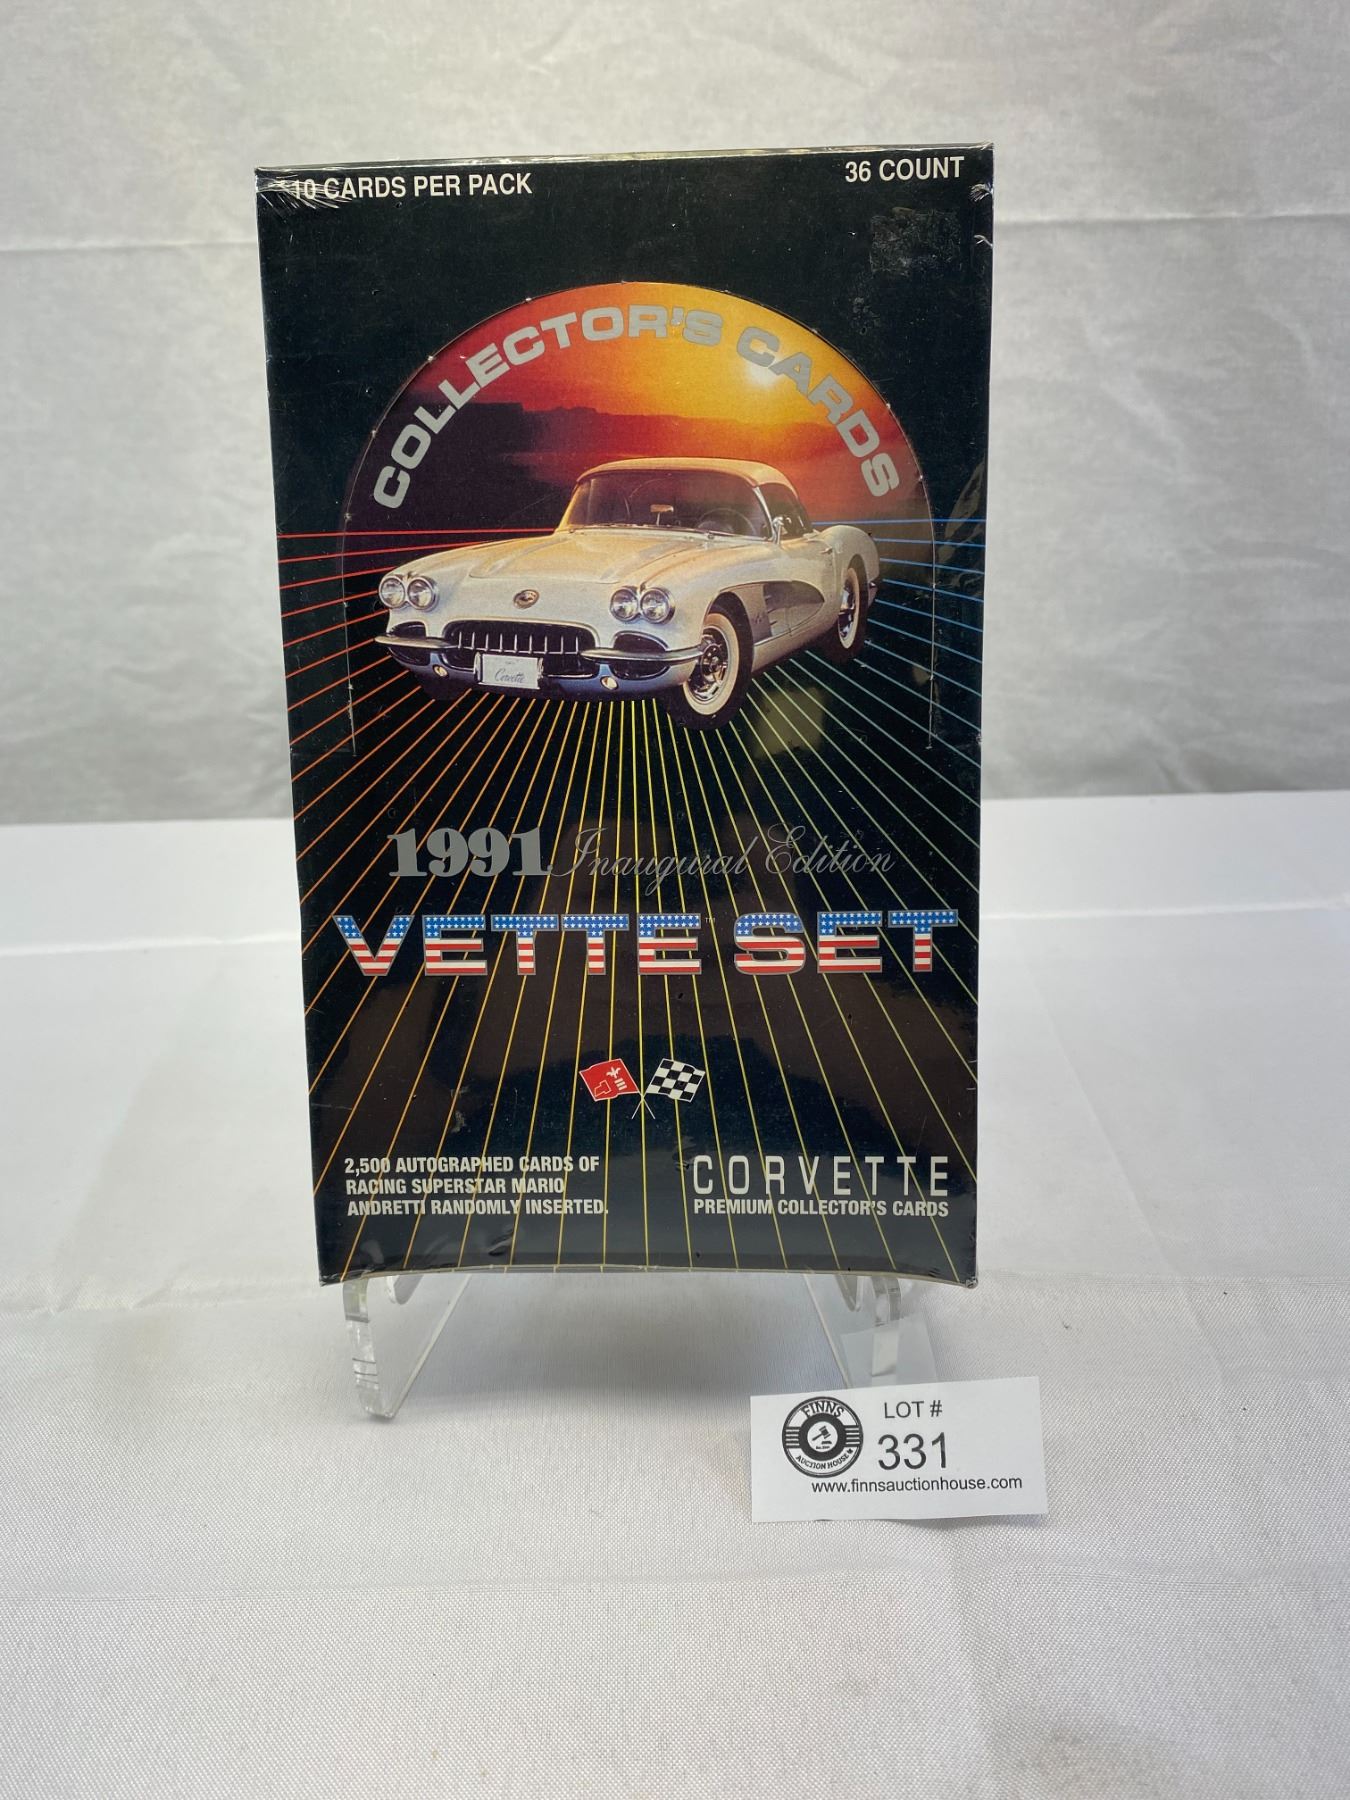 10 CARDS PER PACK
36 COUNT
COLLECTOR'S CARDS
Corvette
1991 Inaugural Edition
VETTE™ SET
2,500 AUTOGRAPHED CARDS OF
RACING SUPERSTAR MARIO
ANDRETTI RANDOMLY INSERTED.
CORVETTE
PREMIUM COLLECTOR'S CARDS
FINNS
AUCTION HOUSE
LOT #
331
www.finnsauctionhouse.com